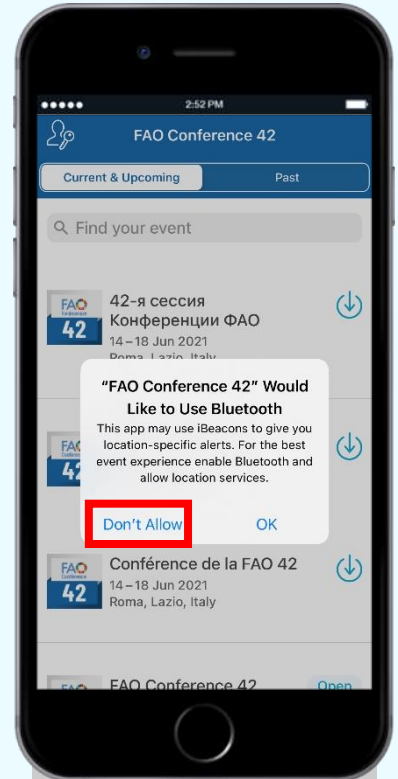 2:52 PM
FAO Conference 42
Current & Upcoming
Past
Find your event
FAO
Conference
42
42-я сессия
Конференции ФАО
14 – 18 Jun 2021
Roma, Lazio, Italy
"FAO Conference 42" Would
Like to Use Bluetooth
This app may use iBeacons to give you
location-specific alerts. For the best
event experience enable Bluetooth and
allow location services.
Don't Allow
OK
FAO
Conference
42
Conférence de la FAO 42
14 – 18 Jun 2021
Roma, Lazio, Italy
FAO Conference 42
Open